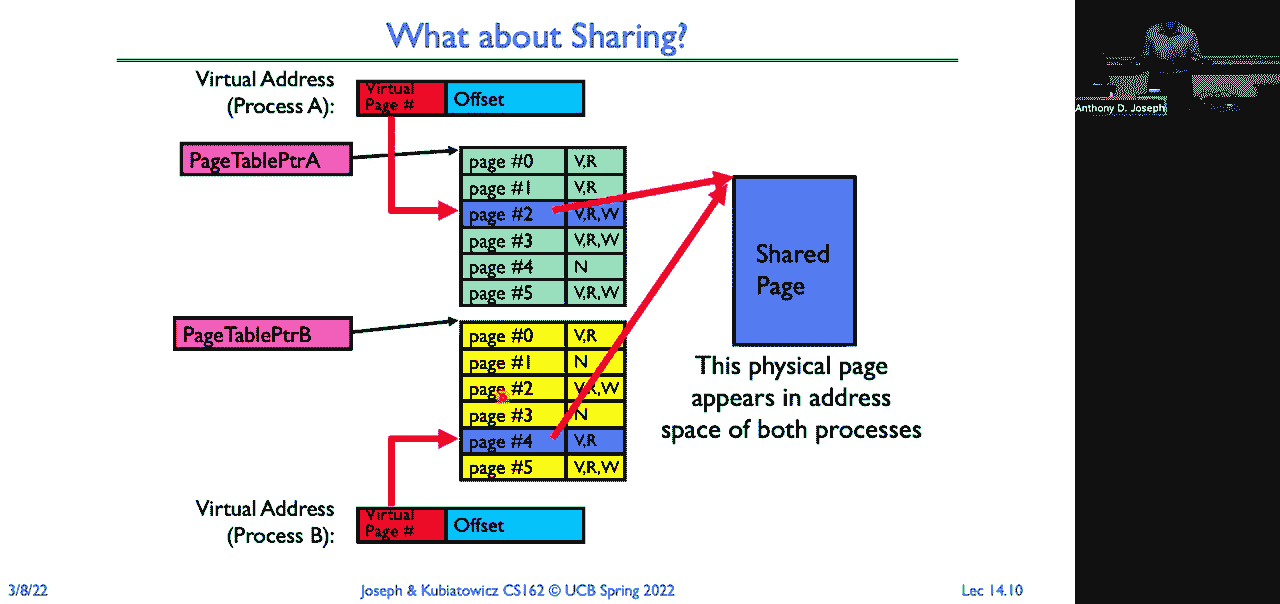 What about Sharing?
Virtual Address
(Process A):
Virtual
Page #
Offset
PageTablePtrA
page #0 V,R
page #1 V,R
page #2 V,R,W
page #3 V,R,W
page #4 N
page #5 V,R,W
Shared
Page
PageTablePtrB
page #0 V,R
page #1 N
page #2 V,R,W
page #3 N
page #4 V,R
page #5 V,R,W
This physical page
appears in address
space of both processes
Virtual Address
(Process B):
Virtual
Page #
Offset
3/8/22
Joseph & Kubiatowicz CS162 © UCB Spring 2022
Lec 14.10
Anthony D. Joseph